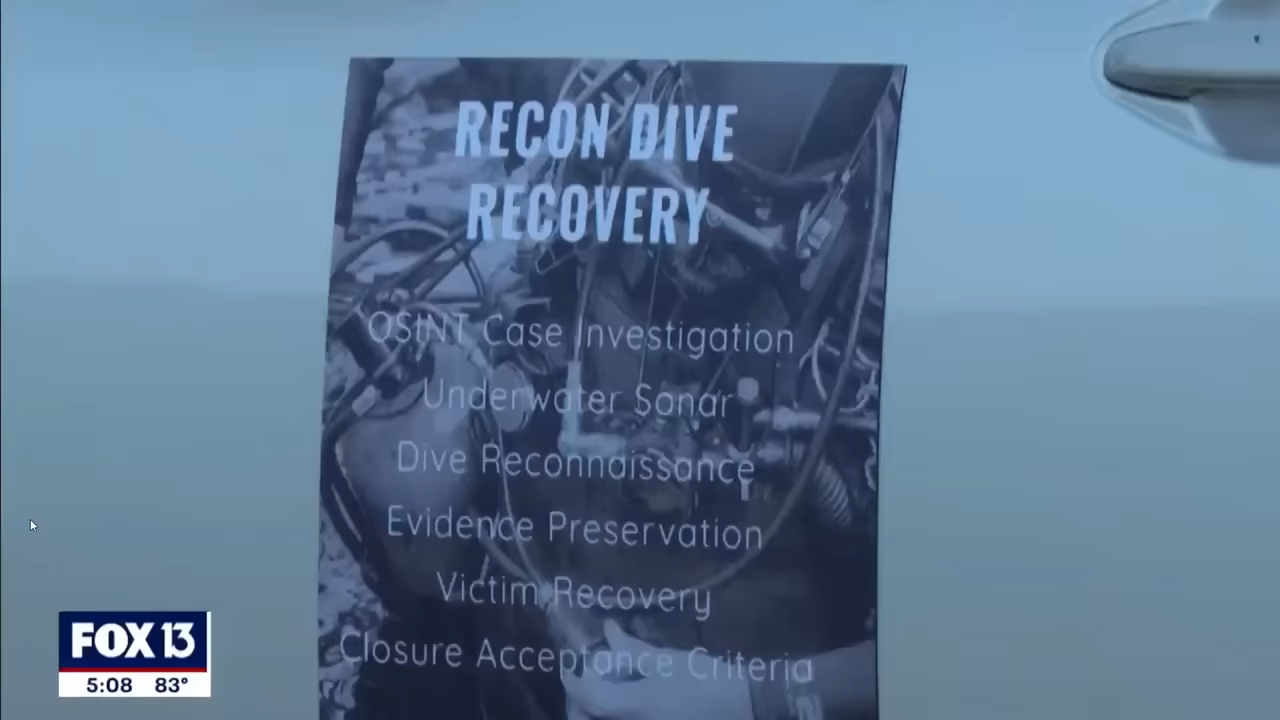 RECON DIVE
RECOVERY
OSINT Case Investigation
Underwater Sonar
Dive Reconnaissance
Evidence Preservation
Victim Recovery
Closure Acceptance Criteria
FOX 13
5:08 83°